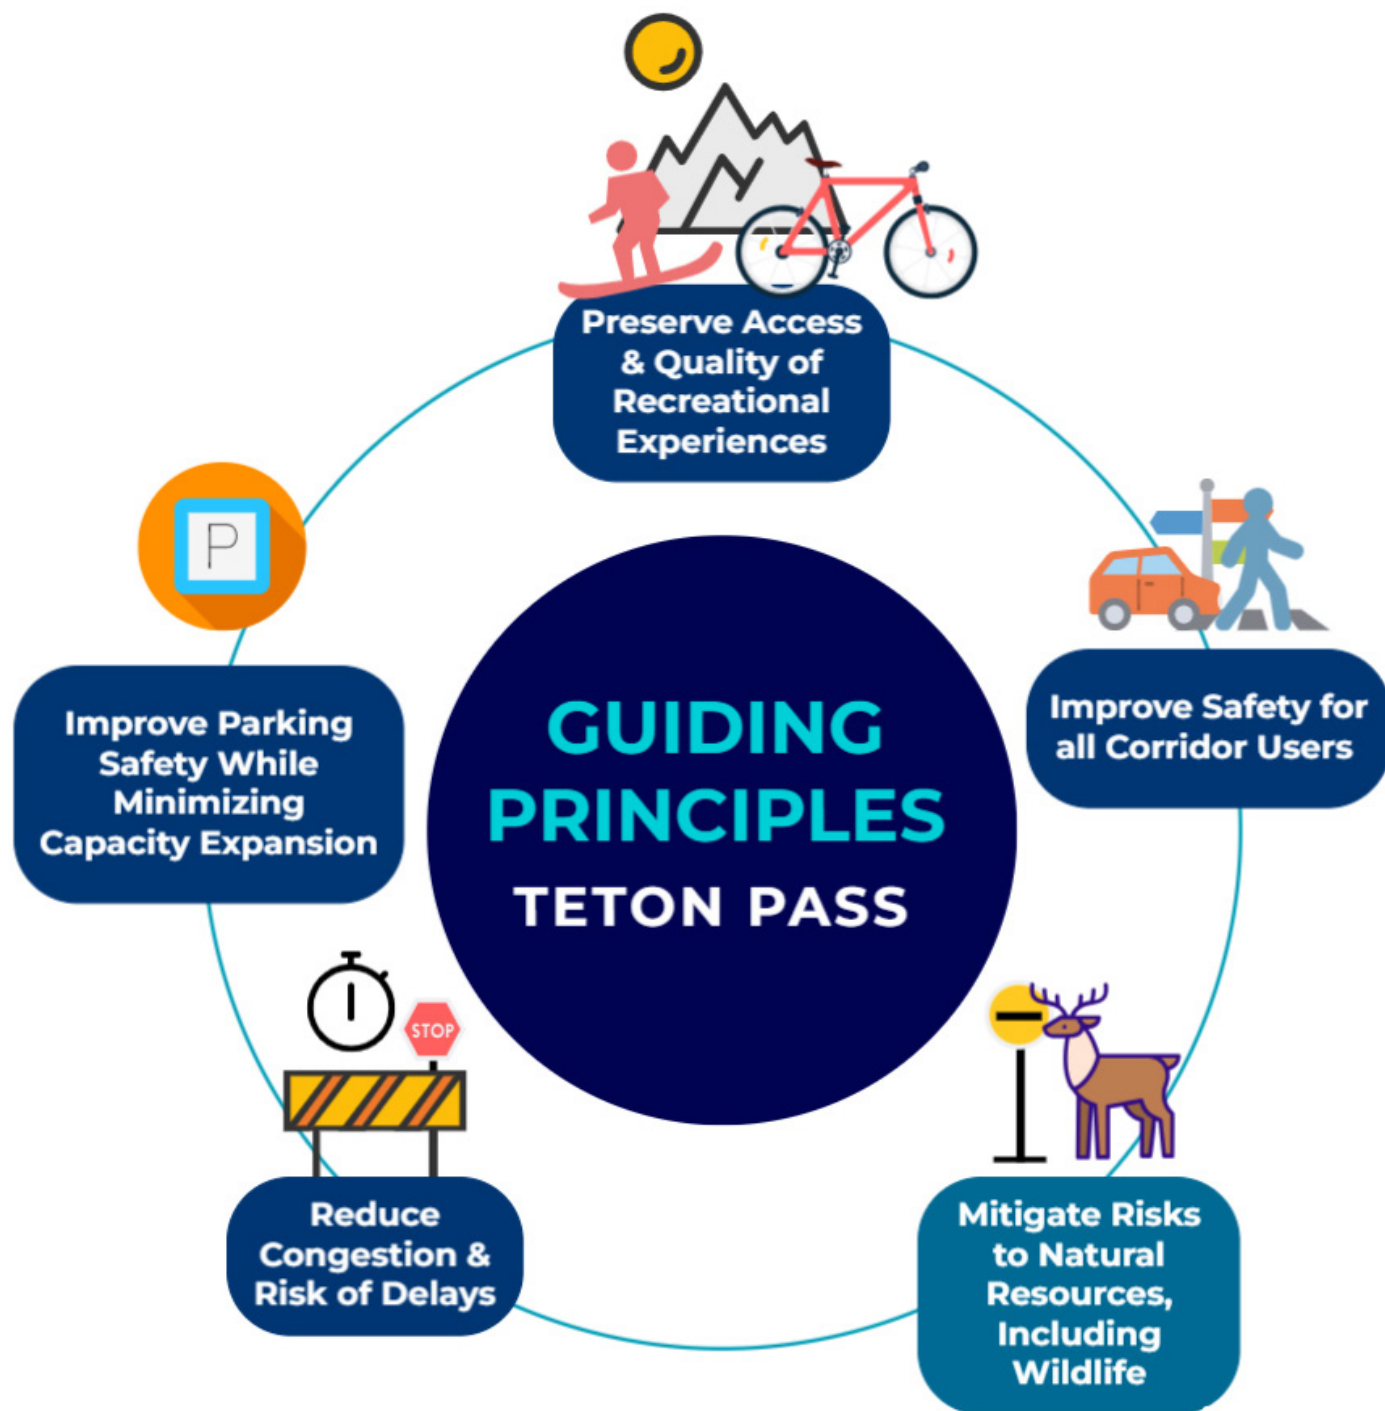 Preserve Access
& Quality of
Recreational
Experiences
P
Improve Parking
Safety While
Minimizing
Capacity Expansion
Improve Safety for
all Corridor Users
GUIDING
PRINCIPLES
TETON PASS
STOP
Reduce
Congestion &
Risk of Delays
Mitigate Risks
to Natural
Resources,
Including
Wildlife